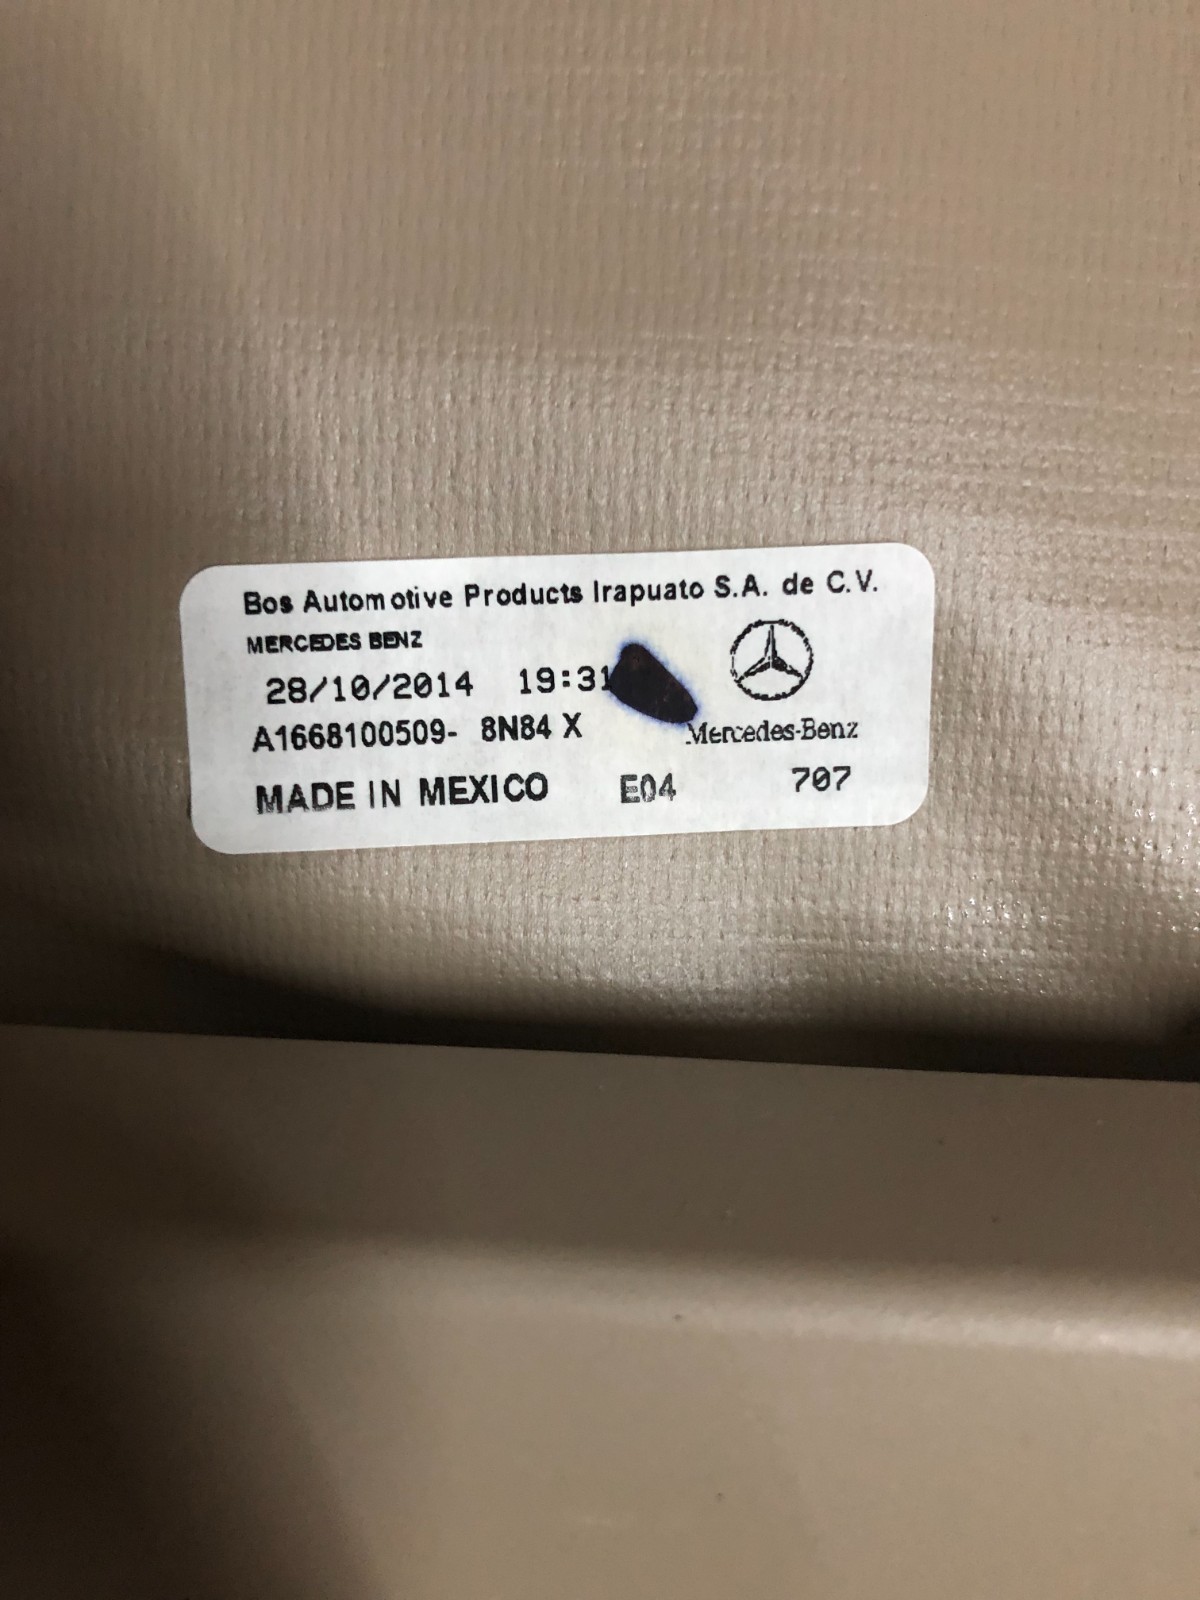 Bos Automotive Products Irapuato S.A. de C.V.
MERCEDES BENZ
28/10/2014 19:31
A1668100509- 8N84 X
Mercedes-Benz
MADE IN MEXICO E04 707